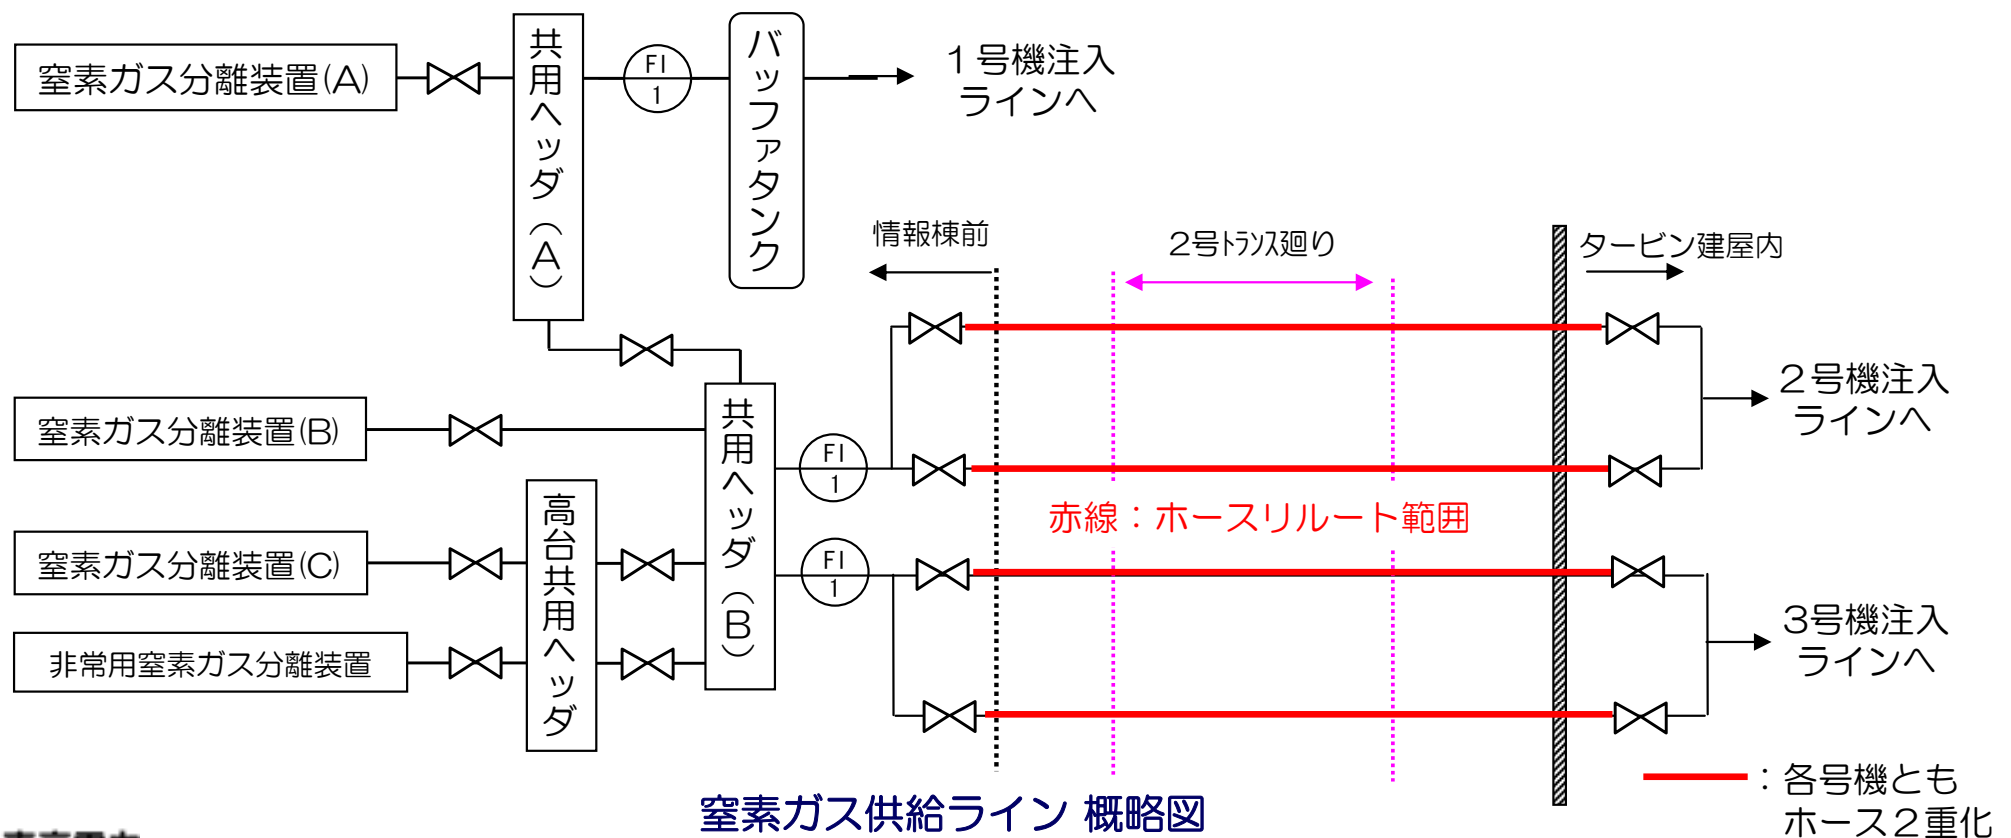 窒素ガス分離装置(A)
共用ヘッダ(A)
FI
1
バッファタンク
1号機注入
ラインへ
情報棟前
2号トランス廻り
タービン建屋内
窒素ガス分離装置(B)
共用ヘッダ(B)
FI
1
2号機注入
ラインへ
赤線：ホースリルート範囲
窒素ガス分離装置(C)
高台共用ヘッダ
FI
1
非常用窒素ガス分離装置
3号機注入
ラインへ
：各号機とも
ホース2重化
窒素ガス供給ライン 概略図